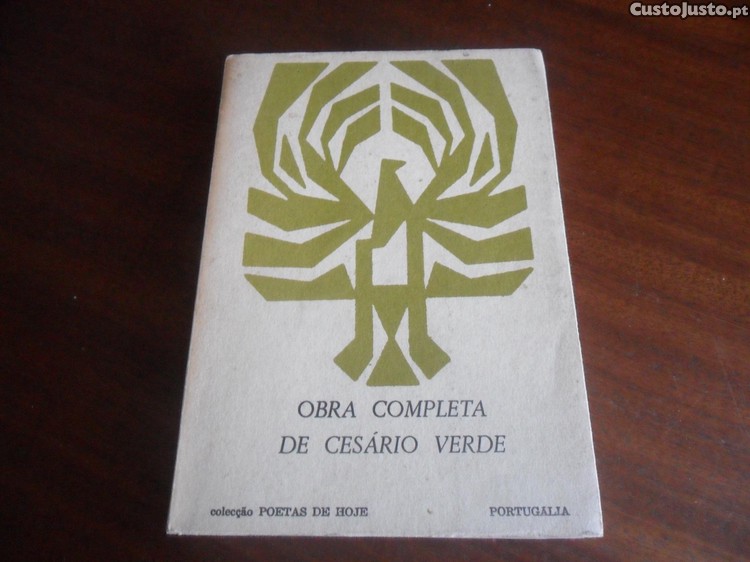 CustoJusto.pt
OBRA COMPLETA
DE CESÁRIO VERDE
colecção POETAS DE HOJE PORTUGÁLIA